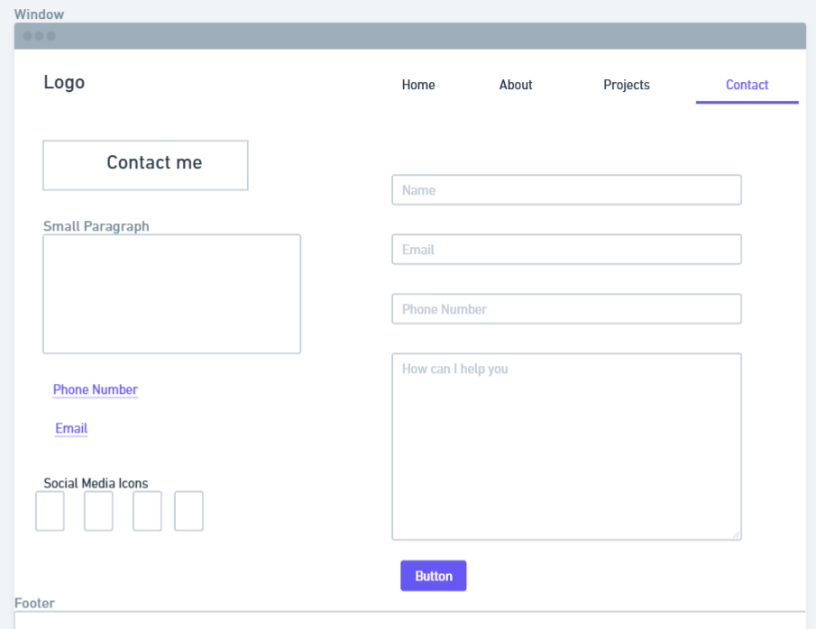 Window
Logo
Home About Projects Contact
Contact me
Small Paragraph
Phone Number
Email
Social Media Icons
Name
Email
Phone Number
How can I help you
Button
Footer